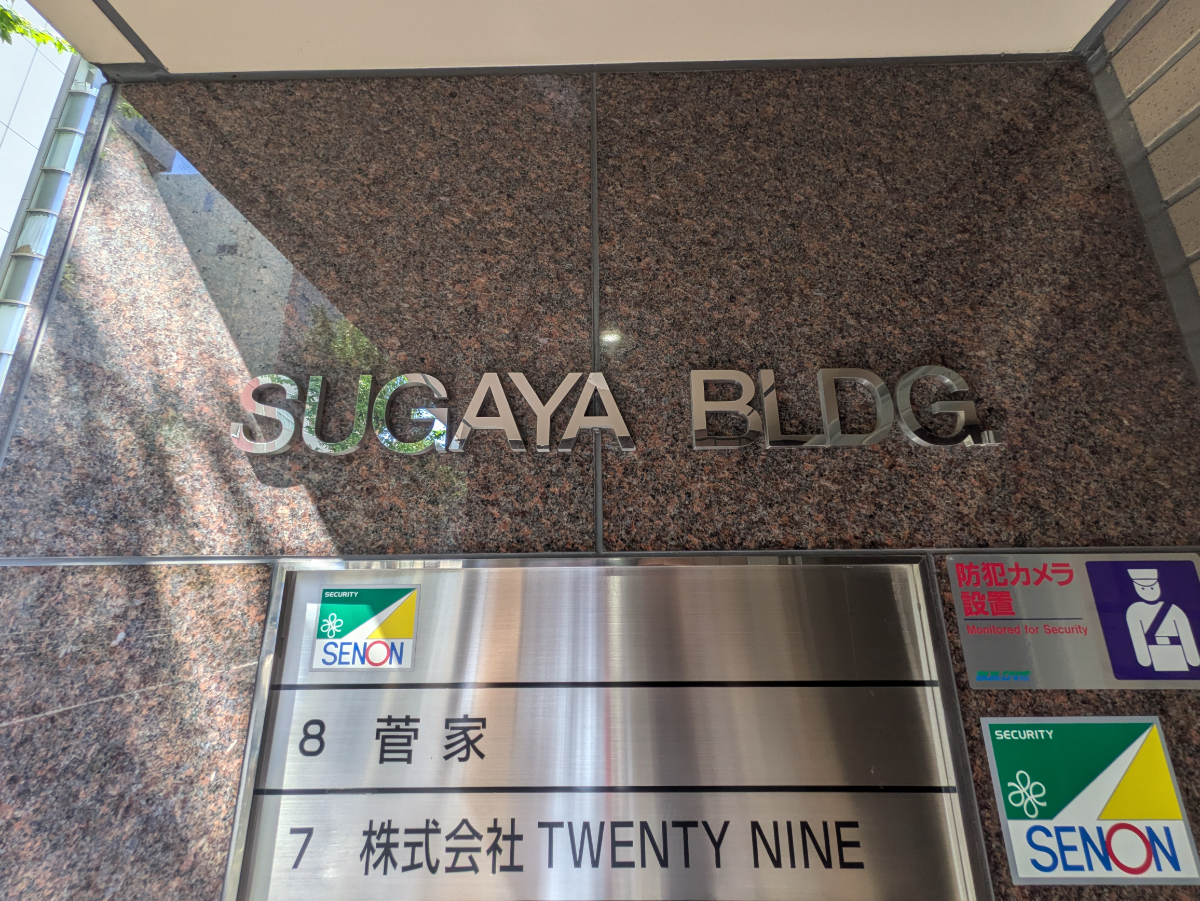 SUGAYA BLDG.
SECURITY
SENON
8 菅家
7 株式会社 TWENTY NINE
防犯カメラ
設置
Monitored for Security
SECURITY
SENON